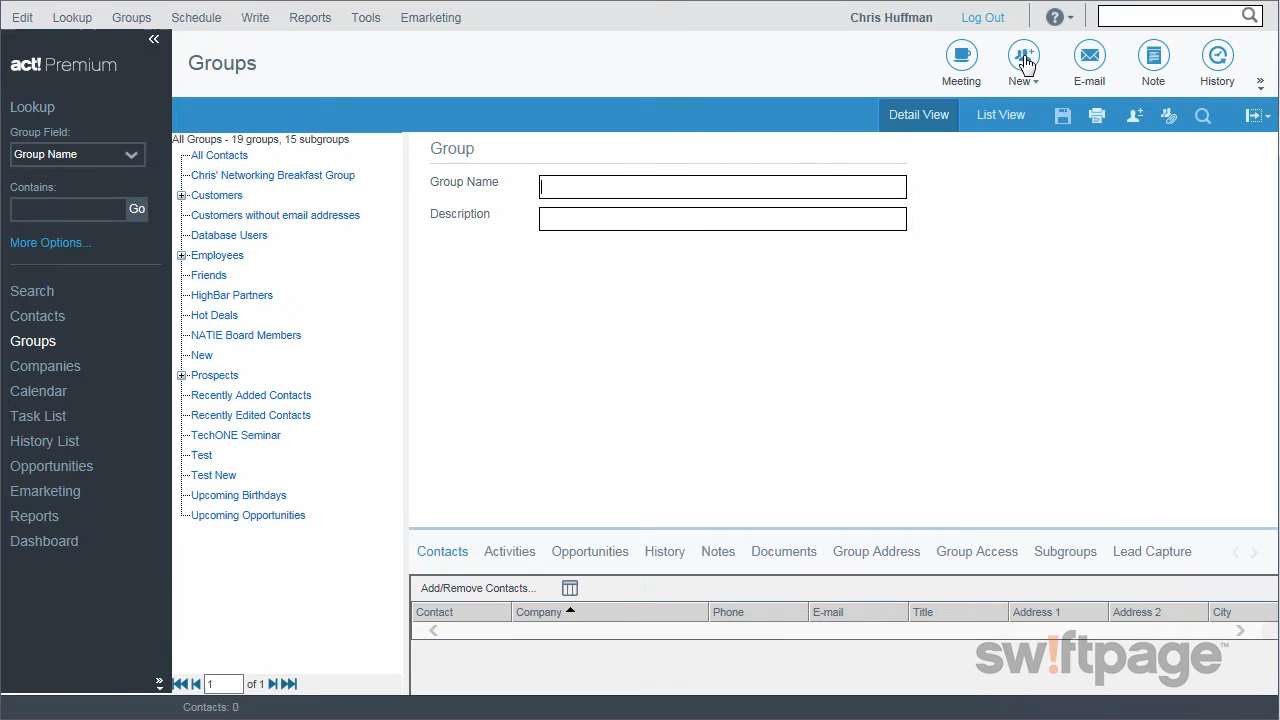 Edit Lookup Groups Schedule Write Reports Tools Emarketing Chris Huffman Log Out ?
act! Premium
Groups
Meeting New E-mail Note History
Lookup
Group Field:
Group Name
Contains:
Go
More Options...
Search
Contacts
Groups
Companies
Calendar
Task List
History List
Opportunities
Emarketing
Reports
Dashboard
Detail View List View
All Groups - 19 groups, 15 subgroups
All Contacts
Chris' Networking Breakfast Group
Customers
Customers without email addresses
Database Users
Employees
Friends
HighBar Partners
Hot Deals
NATIE Board Members
New
Prospects
Recently Added Contacts
Recently Edited Contacts
TechONE Seminar
Test
Test New
Upcoming Birthdays
Upcoming Opportunities
1 of 1
Group
Group Name
Description
Contacts Activities Opportunities History Notes Documents Group Address Group Access Subgroups Lead Capture
Add/Remove Contacts...
Contact Company Phone E-mail Title Address 1 Address 2 City
sw!ftpage™
Contacts: 0